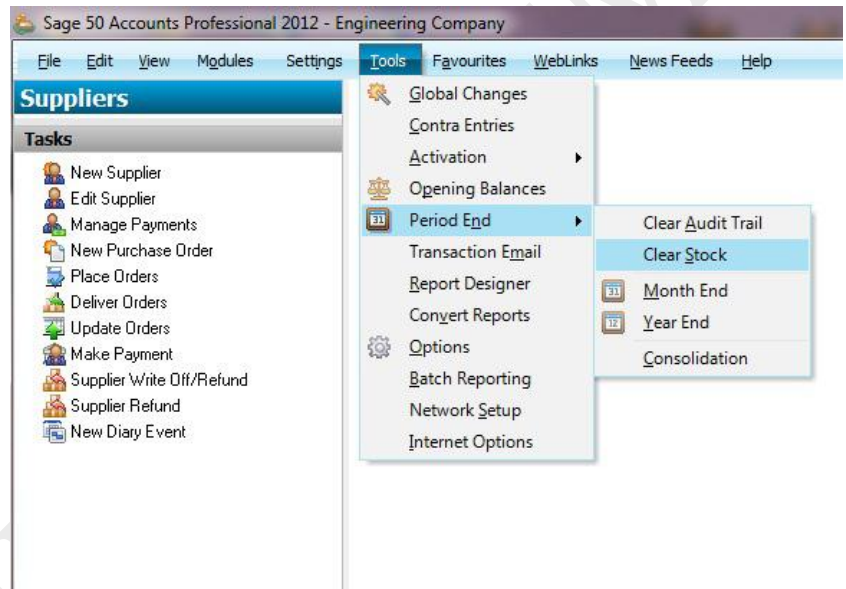 Sage 50 Accounts Professional 2012 - Engineering Company
File Edit View Modules Settings Tools Favourites WebLinks News Feeds Help
Suppliers
Tasks
New Supplier
Edit Supplier
Manage Payments
New Purchase Order
Place Orders
Deliver Orders
Update Orders
Make Payment
Supplier Write Off/Refund
Supplier Refund
New Diary Event
Global Changes
Contra Entries
Activation
Opening Balances
31 Period End
Transaction Email
Report Designer
Convert Reports
Options
Batch Reporting
Network Setup
Internet Options
Clear Audit Trail
Clear Stock
31 Month End
12 Year End
Consolidation